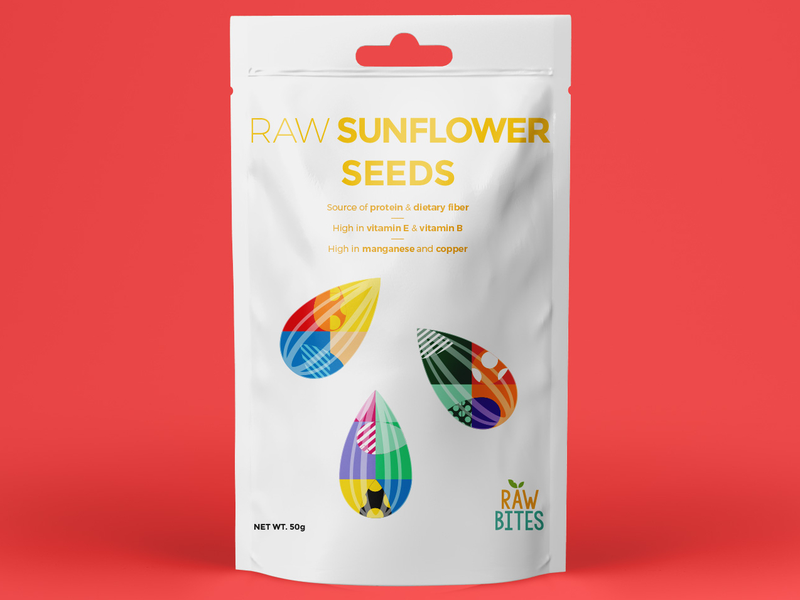 RAW SUNFLOWER
SEEDS
Source of protein & dietary fiber
High in vitamin E & vitamin B
High in manganese and copper
NET WT. 50g
RAW
BITES